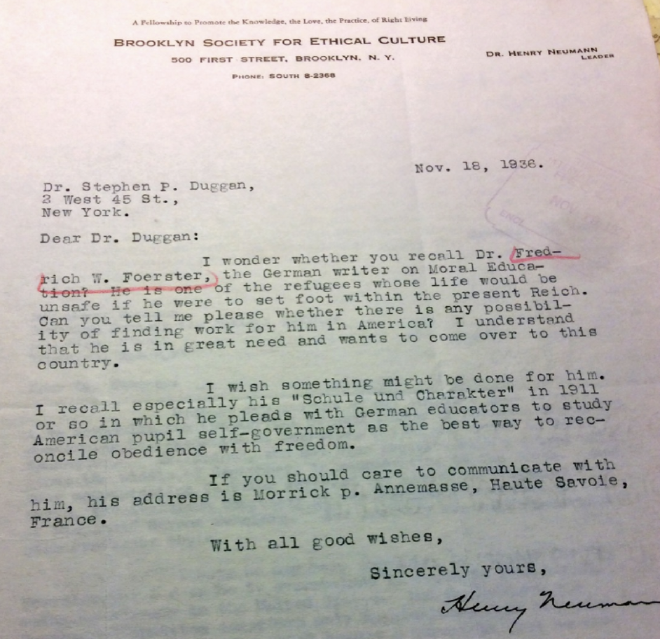 A Fellowship to Promote the Knowledge, the Love, the Practice, of Right Living
BROOKLYN SOCIETY FOR ETHICAL CULTURE
500 FIRST STREET, BROOKLYN, N. Y.
PHONE: SOUTH 8-2368
DR. HENRY NEUMANN
LEADER
Nov. 18, 1936.
Dr. Stephen P. Duggan,
2 West 45 St.,
New York.
Dear Dr. Duggan:
I wonder whether you recall Dr. Fred-
rich W. Foerster, the German writer on Moral Educa-
tion? He is one of the refugees whose life would be
unsafe if he were to set foot within the present Reich.
Can you tell me please whether there is any possibil-
ity of finding work for him in America? I understand
that he is in great need and wants to come over to this
country.
I wish something might be done for him.
I recall especially his "Schule und Charakter" in 1911
or so in which he pleads with German educators to study
American pupil self-government as the best way to rec-
oncile obedience with freedom.
If you should care to communicate with
him, his address is Morrick p. Annemasse, Haute Savoie,
France.
With all good wishes,
Sincerely yours,
Henry Neumann